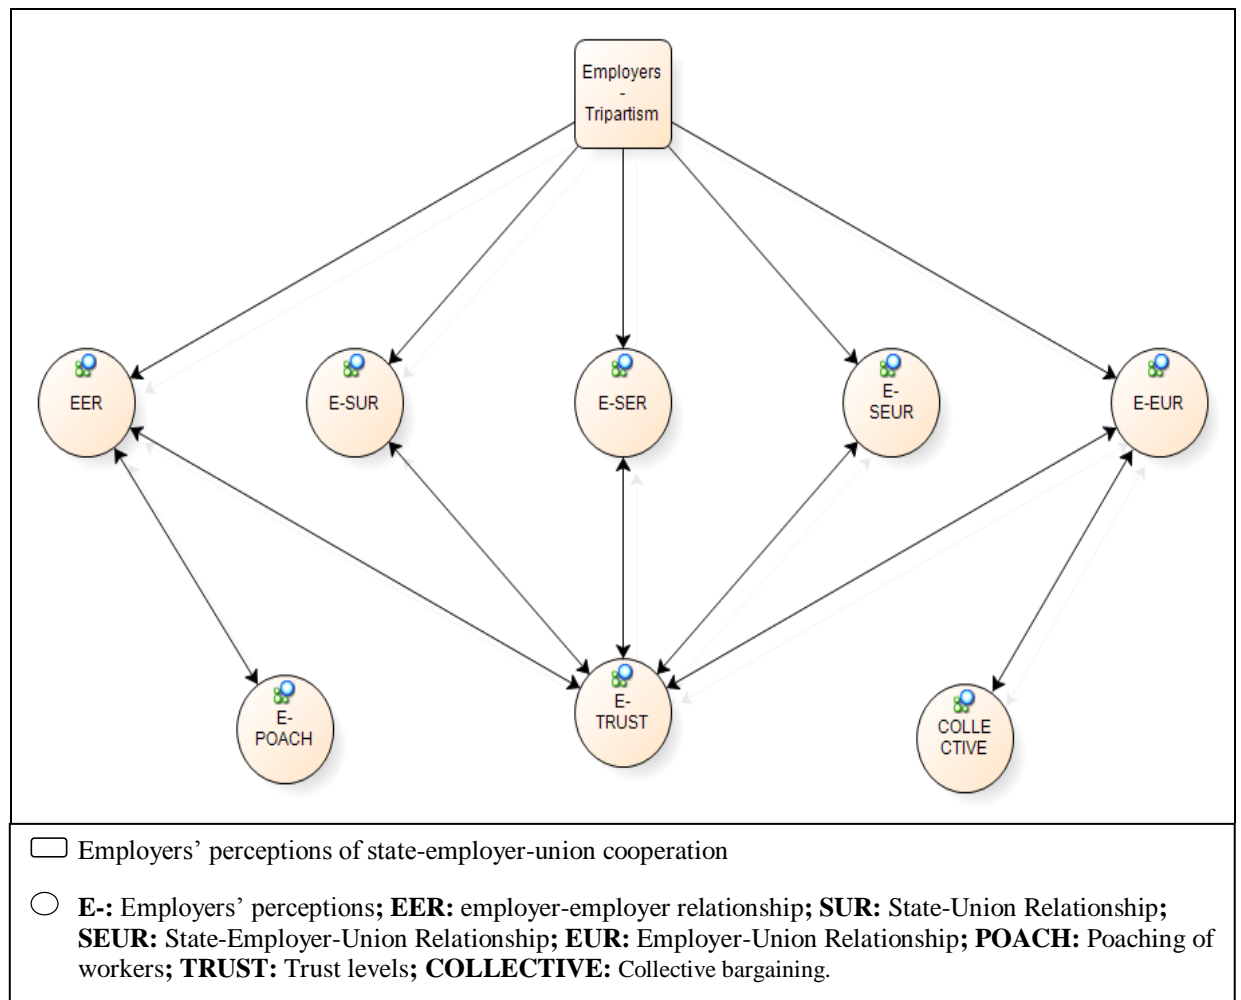 Employers
-
Tripartism
EER
E-SUR
E-SER
E-
SEUR
E-EUR
E-
POACH
E-
TRUST
COLLE
CTIVE
Employers’ perceptions of state-employer-union cooperation
E-: Employers’ perceptions; EER: employer-employer relationship; SUR: State-Union Relationship;
SEUR: State-Employer-Union Relationship; EUR: Employer-Union Relationship; POACH: Poaching of
workers; TRUST: Trust levels; COLLECTIVE: Collective bargaining.